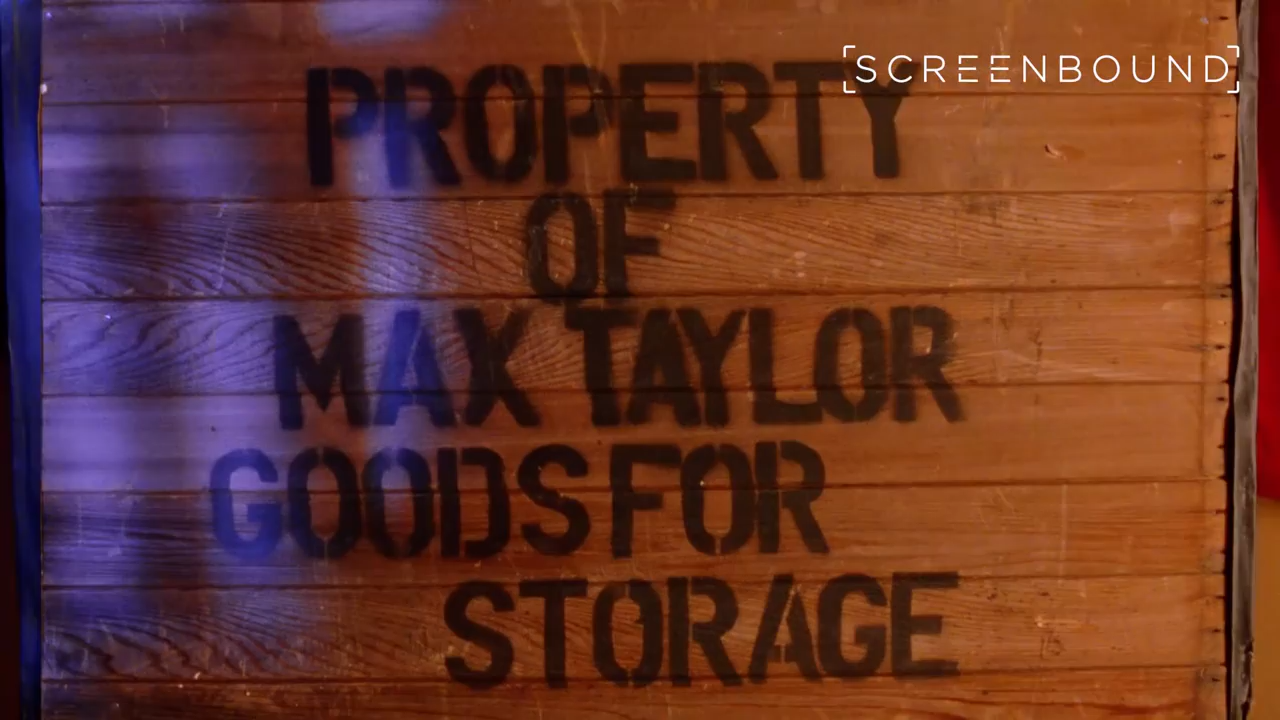 [SCREENBOUND]
PROPERTY
OF
MAX TAYLOR
GOODS FOR
STORAGE